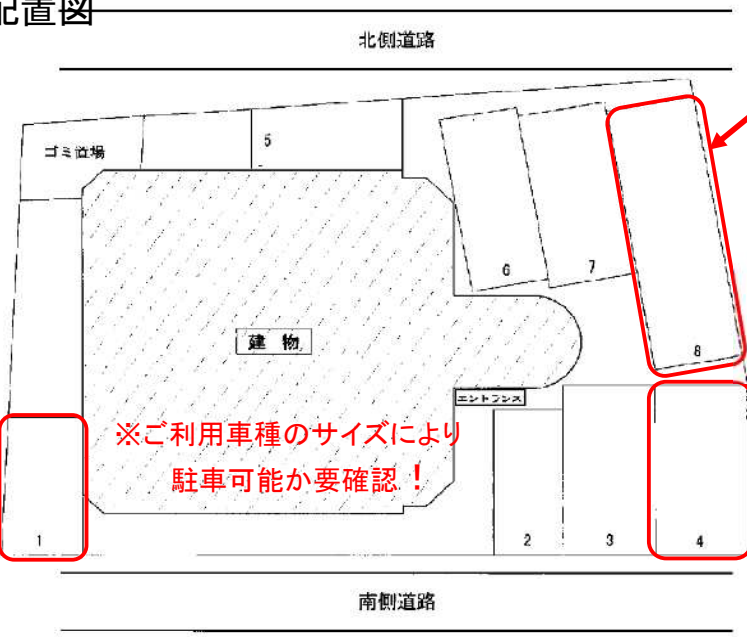 配置図
北側道路
ゴミ置場
5
6
7
8
建物
エントランス
※ご利用車種のサイズにより
駐車可能か要確認！
1
2
3
4
南側道路